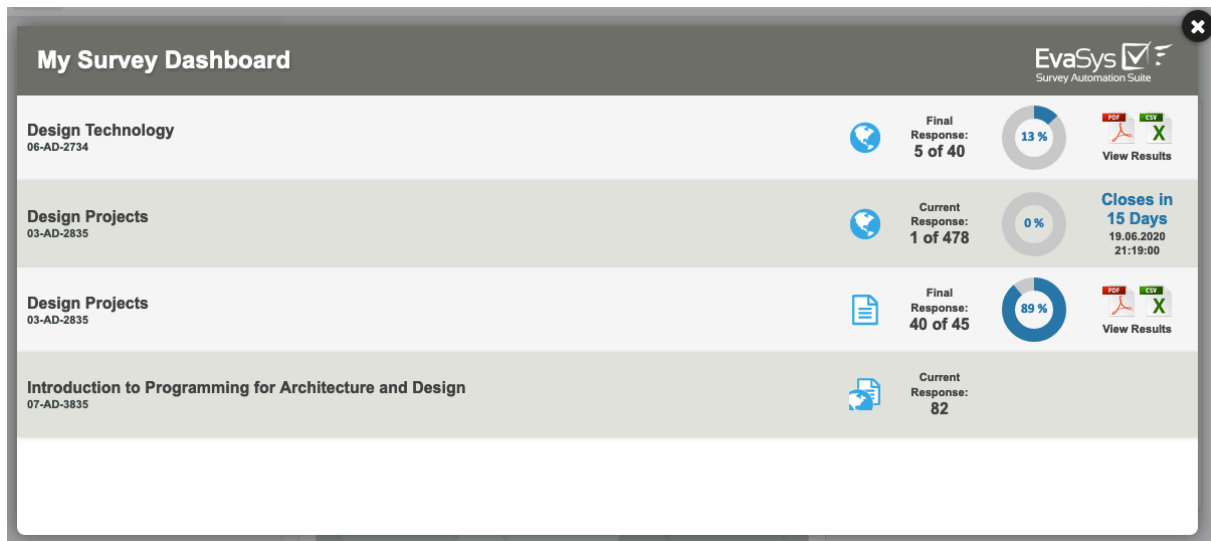 My Survey Dashboard
EvaSys
Survey Automation Suite
Design Technology
06-AD-2734
Final
Response:
5 of 40
13 %
PDF
CSV
X
View Results
Design Projects
03-AD-2835
Current
Response:
1 of 478
0 %
Closes in
15 Days
19.06.2020
21:19:00
Design Projects
03-AD-2835
Final
Response:
40 of 45
89 %
PDF
CSV
X
View Results
Introduction to Programming for Architecture and Design
07-AD-3835
Current
Response:
82